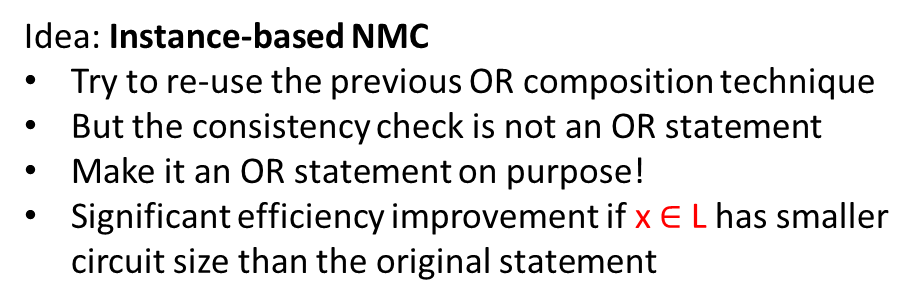 Idea: Instance-based NMC
• Try to re-use the previous OR composition technique
• But the consistency check is not an OR statement
• Make it an OR statement on purpose!
• Significant efficiency improvement if x ∈ L has smaller
circuit size than the original statement